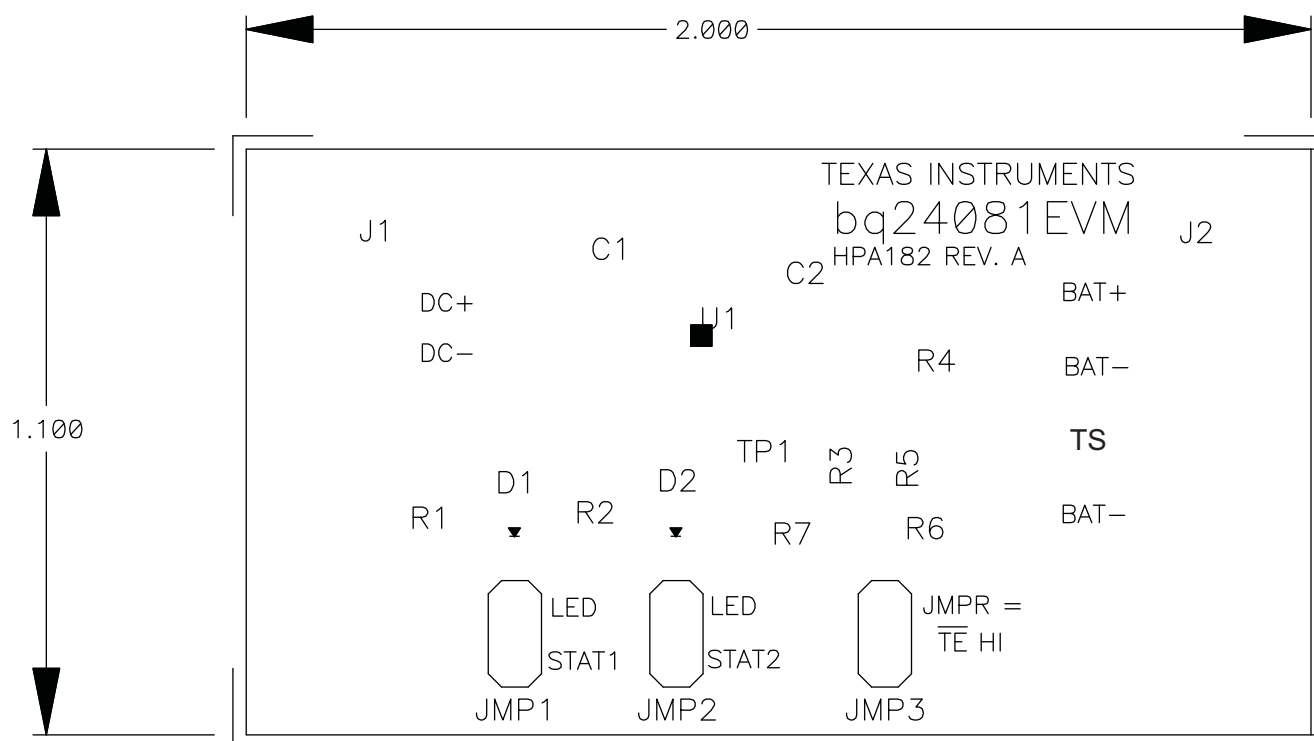 2.000
TEXAS INSTRUMENTS
bq24081EVM
HPA182 REV. A
J1
J2
C1
C2
DC+
BAT+
U1
DC−
R4
BAT−
1.100
TS
TP1
R3
R5
D1
D2
R1
R2
R7
R6
BAT−
LED
LED
JMPR =
T̅E̅ HI
STAT1
STAT2
JMP1
JMP2
JMP3